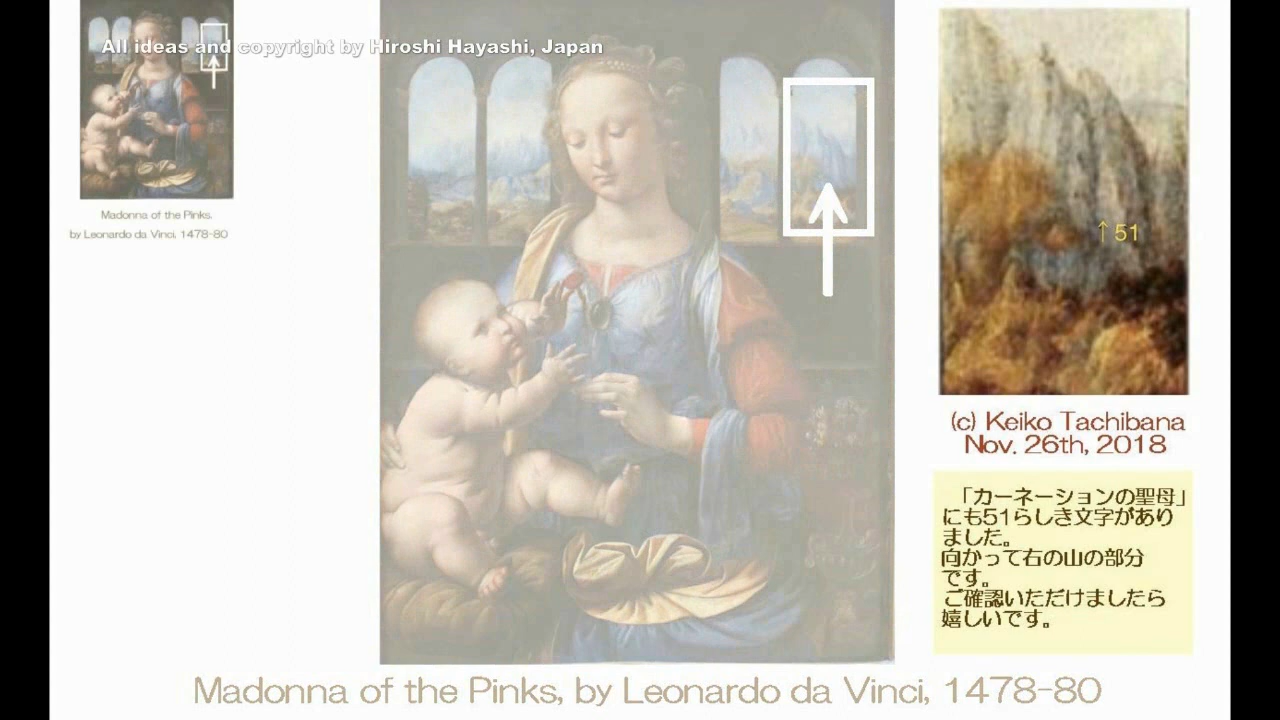 All ideas and copyright by Hiroshi Hayashi, Japan
Madonna of the Pinks,
by Leonardo da Vinci, 1478-80
↑51
(c) Keiko Tachibana
Nov. 26th, 2018
「カーネーションの聖母」
にも51らしき文字があり
ました。
向かって右の山の部分
です。
ご確認いただけましたら
嬉しいです。
Madonna of the Pinks, by Leonardo da Vinci, 1478-80